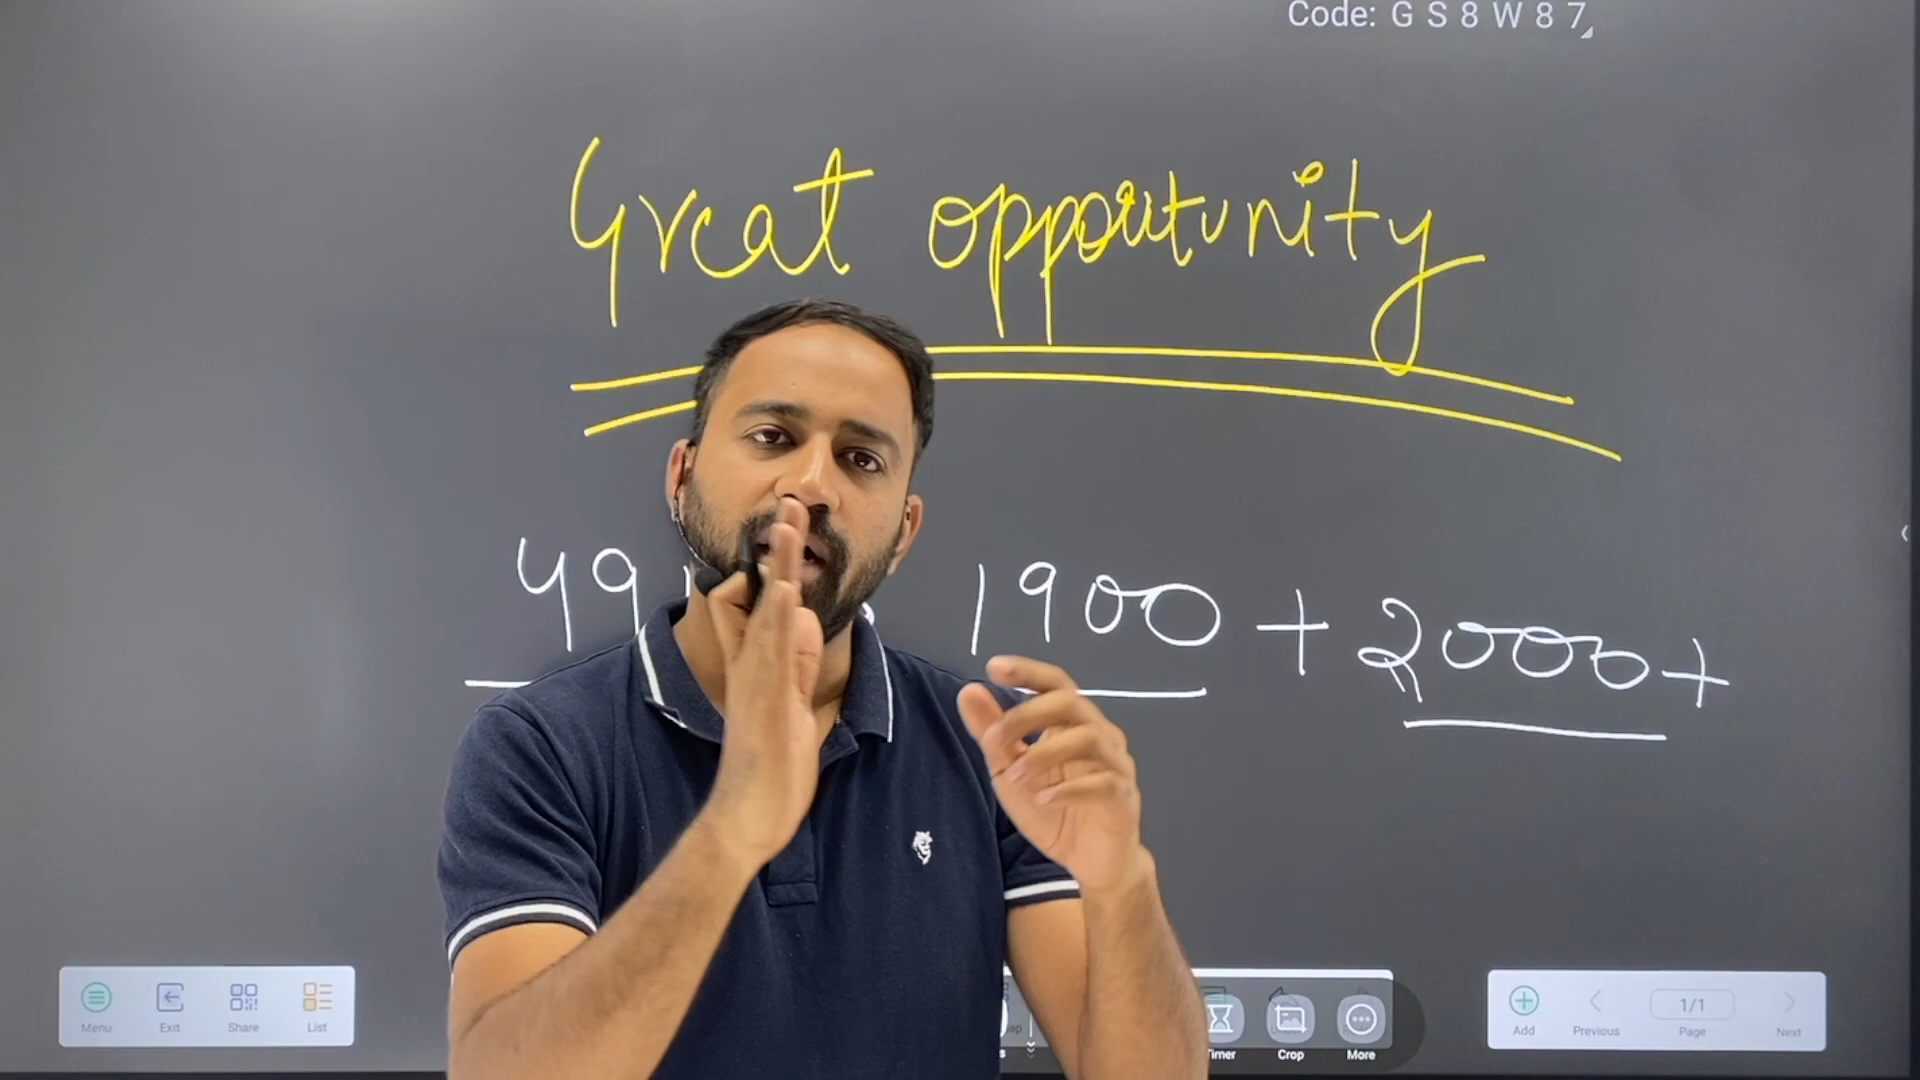 Code: G S 8 W 8 7
Great opportunity
1900 + 2000+
Menu Exit Share List Timer Crop More Add Previous 1/1 Page Next